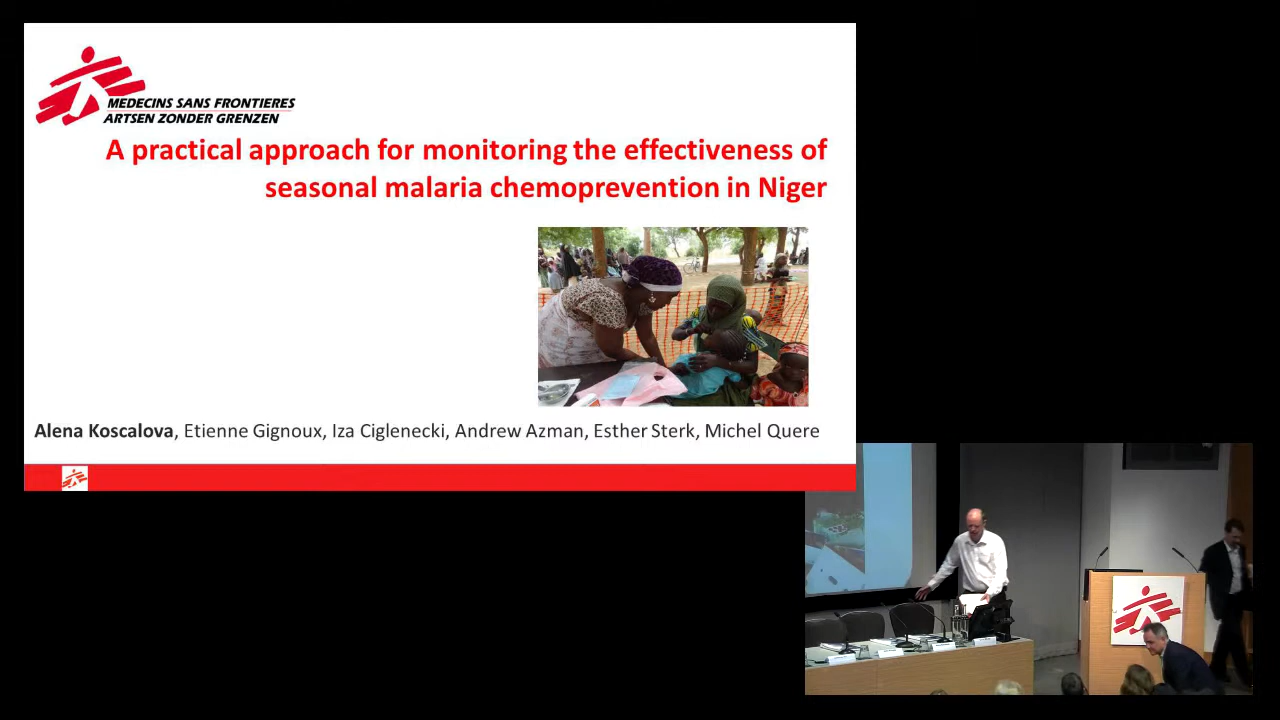 MEDECINS SANS FRONTIERES
ARTSEN ZONDER GRENZEN
A practical approach for monitoring the effectiveness of
seasonal malaria chemoprevention in Niger
Alena Koscalova, Etienne Gignoux, Iza Ciglenecki, Andrew Azman, Esther Sterk, Michel Quere